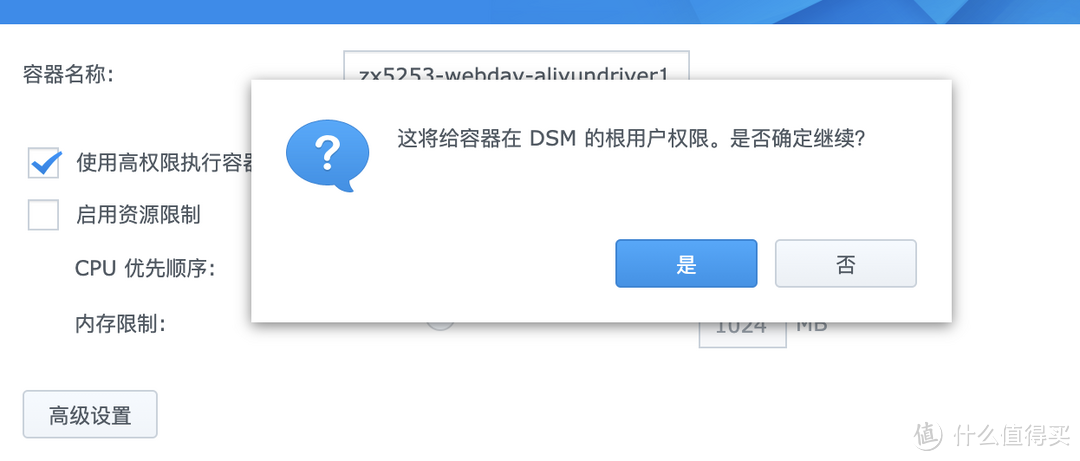 容器名称:
zx5253-webdav-aliyundriver1
这将给容器在 DSM 的根用户权限。是否确定继续?
使用高权限执行容器
启用资源限制
是
否
CPU 优先顺序:
内存限制:
1024 MB
高级设置
值 什么值得买